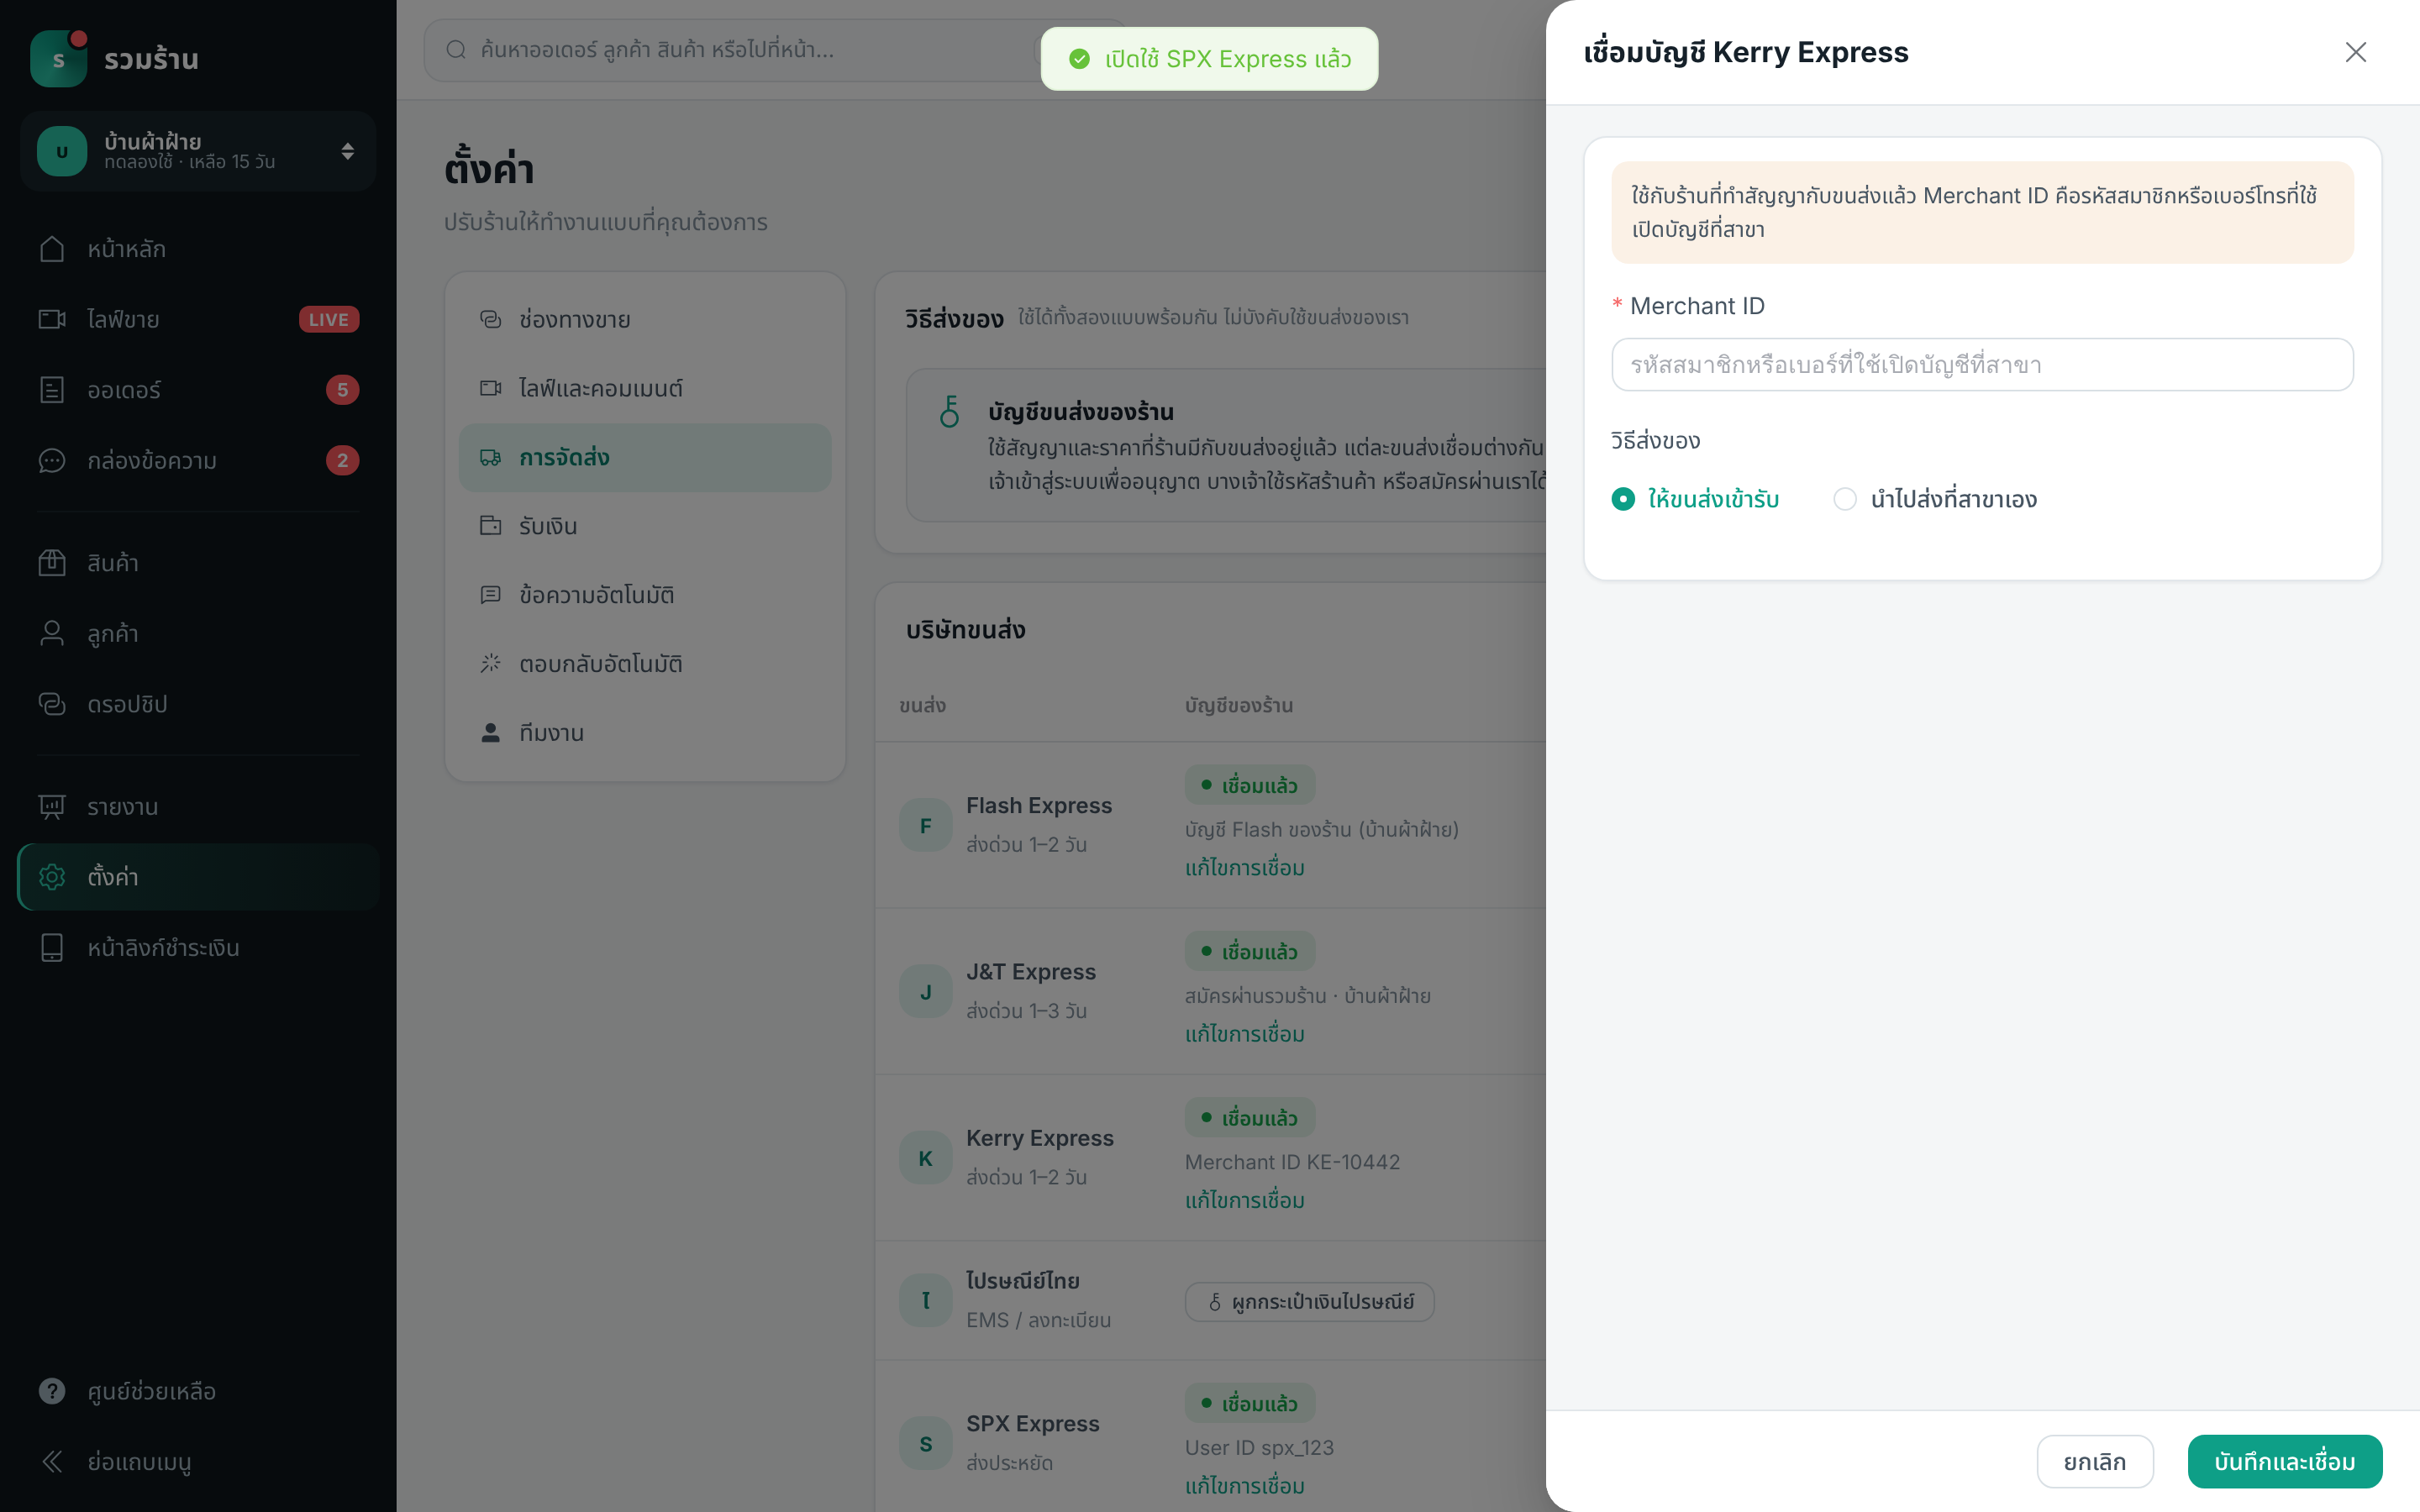 ร
รวมร้าน
บ
บ้านผ้าฝ้าย
ทดลองใช้ · เหลือ 15 วัน
หน้าหลัก
ไลฟ์ขาย
LIVE
ออเดอร์
5
กล่องข้อความ
2
สินค้า
ลูกค้า
ดรอปชิป
รายงาน
ตั้งค่า
หน้าลิงก์ชำระเงิน
ศูนย์ช่วยเหลือ
ย่อแถบเมนู
ค้นหาออเดอร์ ลูกค้า สินค้า หรือไปที่หน้า...
เปิดใช้ SPX Express แล้ว
ตั้งค่า
ปรับร้านให้ทำงานแบบที่คุณต้องการ
ช่องทางขาย
ไลฟ์และคอมเมนต์
การจัดส่ง
รับเงิน
ข้อความอัตโนมัติ
ตอบกลับอัตโนมัติ
ทีมงาน
วิธีส่งของ ใช้ได้ทั้งสองแบบพร้อมกัน ไม่บังคับใช้ขนส่งของเรา
บัญชีขนส่งของร้าน
ใช้สัญญาและราคาที่ร้านมีกับขนส่งอยู่แล้ว แต่ละขนส่งเชื่อมต่างกัน
เจ้าเข้าสู่ระบบเพื่ออนุญาต บางเจ้าใช้รหัสร้านค้า หรือสมัครผ่านเราได้
บริษัทขนส่ง
ขนส่ง
บัญชีของร้าน
F
Flash Express
ส่งด่วน 1–2 วัน
เชื่อมแล้ว
บัญชี Flash ของร้าน (บ้านผ้าฝ้าย)
แก้ไขการเชื่อม
J
J&T Express
ส่งด่วน 1–3 วัน
เชื่อมแล้ว
สมัครผ่านรวมร้าน · บ้านผ้าฝ้าย
แก้ไขการเชื่อม
K
Kerry Express
ส่งด่วน 1–2 วัน
เชื่อมแล้ว
Merchant ID KE-10442
แก้ไขการเชื่อม
ไ
ไปรษณีย์ไทย
EMS / ลงทะเบียน
ผูกกระเป๋าเงินไปรษณีย์
S
SPX Express
ส่งประหยัด
เชื่อมแล้ว
User ID spx_123
แก้ไขการเชื่อม
เชื่อมบัญชี Kerry Express
ใช้กับร้านที่ทำสัญญากับขนส่งแล้ว Merchant ID คือรหัสสมาชิกหรือเบอร์โทรที่ใช้
เปิดบัญชีที่สาขา
* Merchant ID
รหัสสมาชิกหรือเบอร์ที่ใช้เปิดบัญชีที่สาขา
วิธีส่งของ
ให้ขนส่งเข้ารับ
นำไปส่งที่สาขาเอง
ยกเลิก
บันทึกและเชื่อม